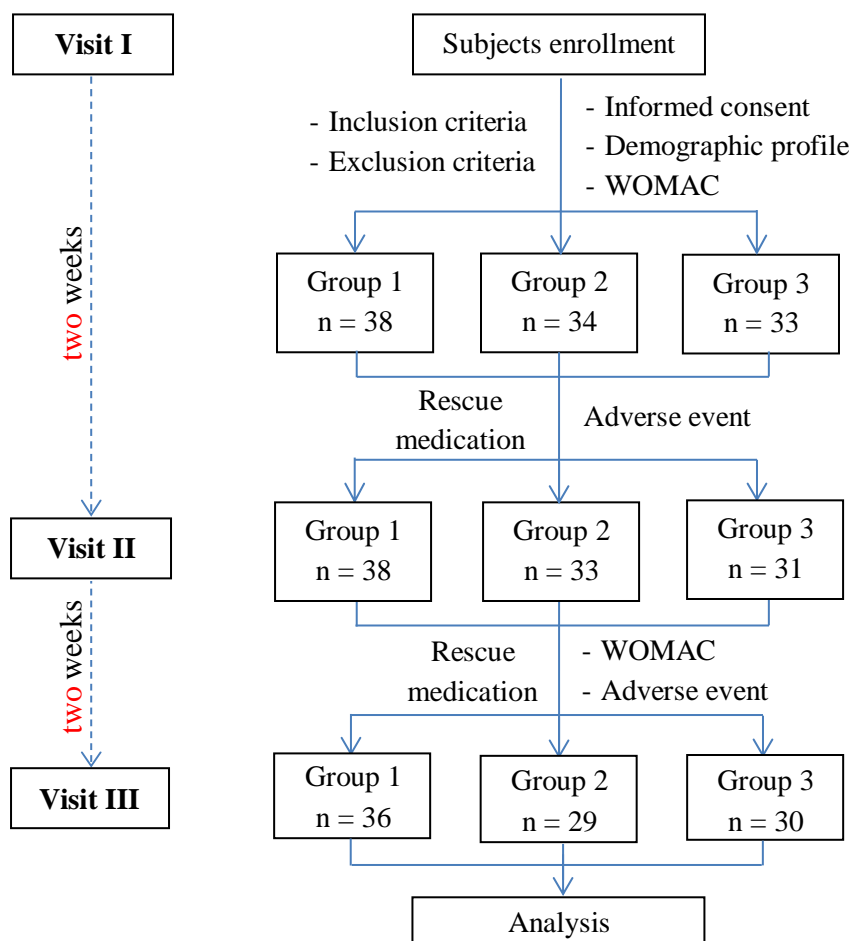 Visit I
Subjects enrollment
- Inclusion criteria
- Exclusion criteria
- Informed consent
- Demographic profile
- WOMAC
two weeks
Group 1
n = 38
Group 2
n = 34
Group 3
n = 33
Rescue
medication
Adverse event
Visit II
Group 1
n = 38
Group 2
n = 33
Group 3
n = 31
two weeks
Rescue
medication
- WOMAC
- Adverse event
Visit III
Group 1
n = 36
Group 2
n = 29
Group 3
n = 30
Analysis